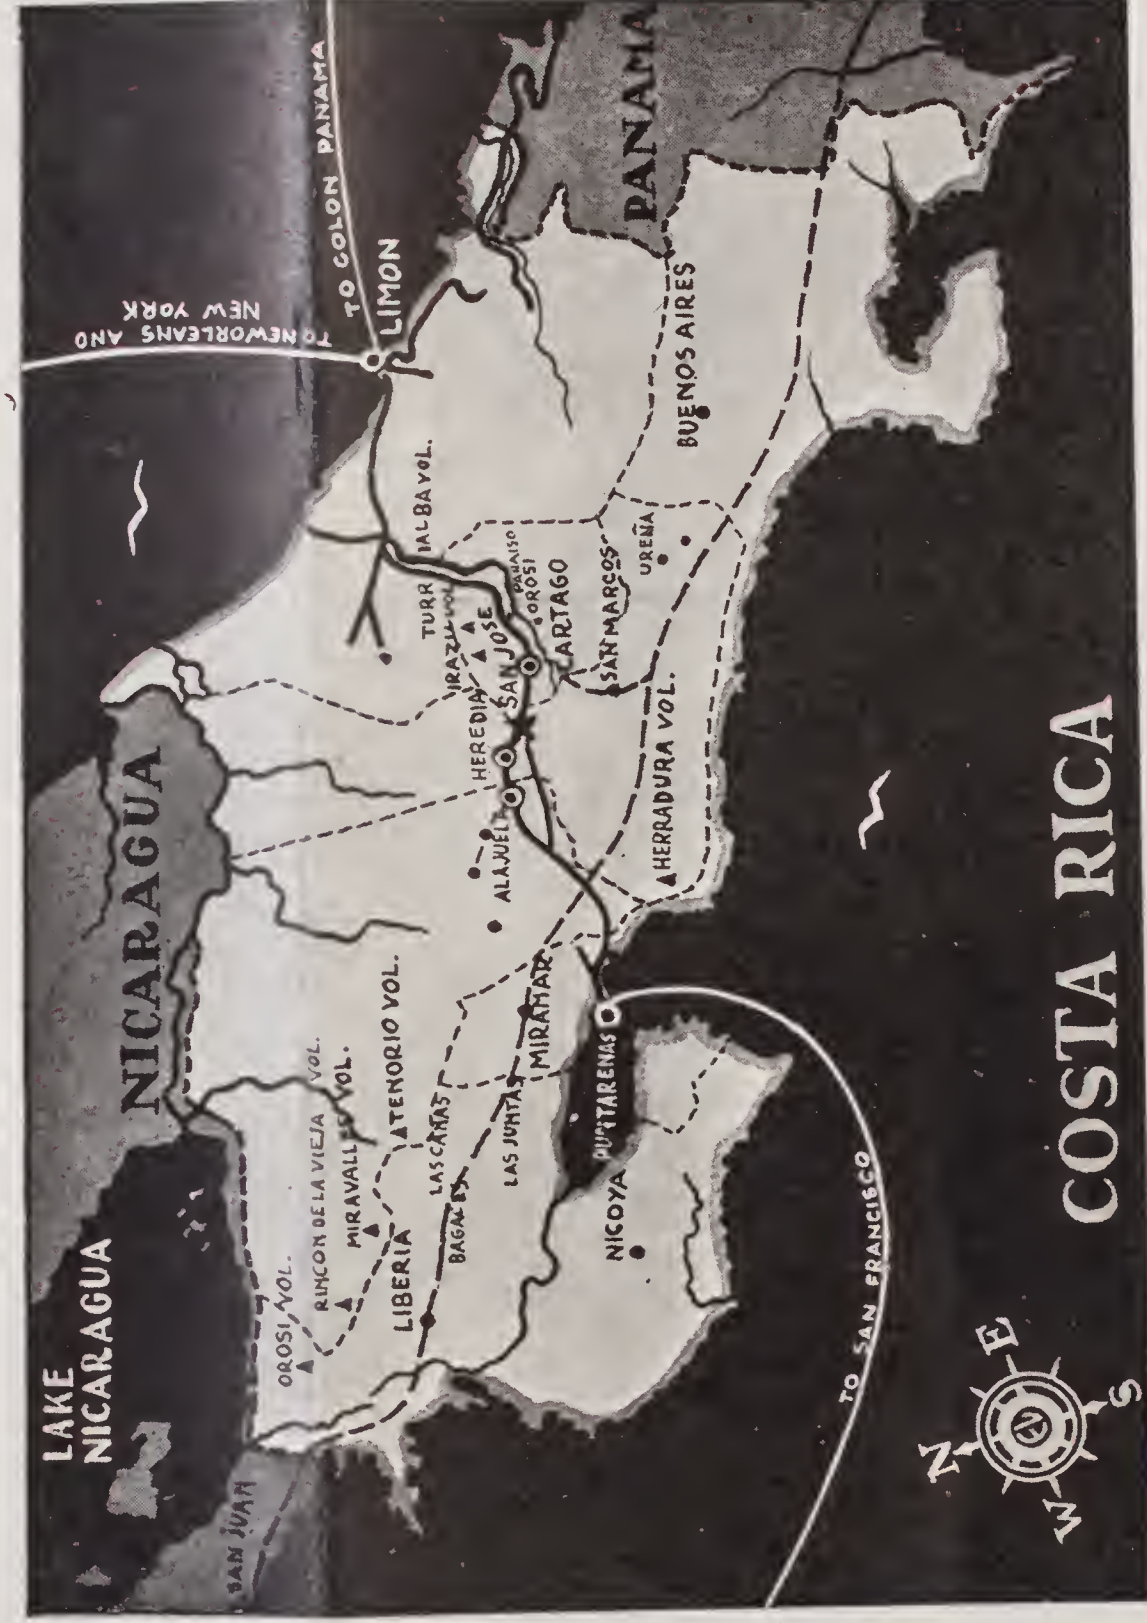 LAKE
NICARAGUA
SAN JUAN
NICARAGUA
TO NEW ORLEANS AND
NEW YORK
TO COLON PANAMA
LIMON
PANAMA
OROSI VOL.
RINCON DE LA VIEJA VOL.
MIRAVALLES VOL.
TENORIO VOL.
LIBERIA
BAGACES
LAS CAÑAS
LAS JUNTAS
MIRAMAR
PUNTARENAS
NICOYA
ALAJUELA
HEREDIA
SAN JOSE
IRAZU VOL
TURRIALBA VOL.
PARAISO
OROSI
CARTAGO
SAN MARCOS
UREÑA
BUENOS AIRES
HERRADURA VOL.
TO SAN FRANCISCO
COSTA RICA
N
E
W
S